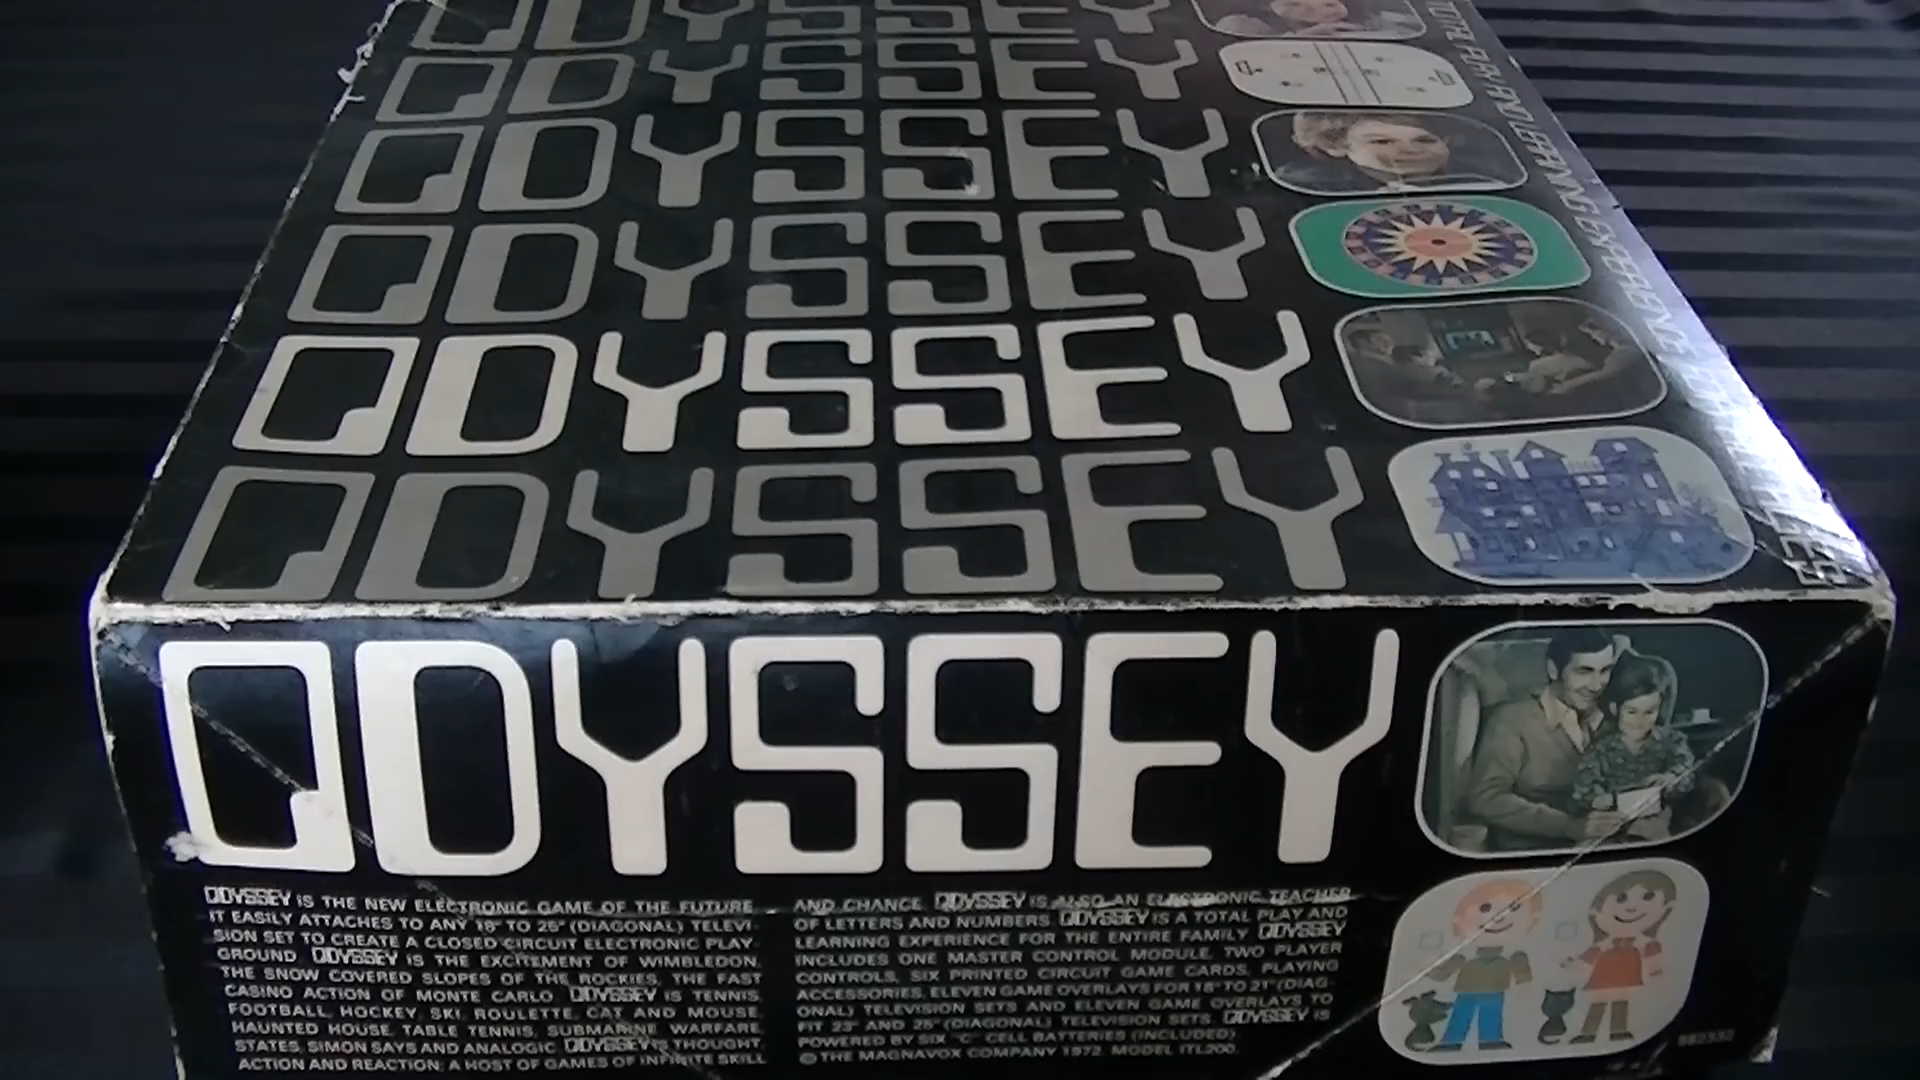 ODYSSEY
ODYSSEY
ODYSSEY
ODYSSEY
ODYSSEY
ODYSSEY
ODYSSEY
TOTAL PLAY AND LEARNING EXPERIENCE
ODYSSEY IS THE NEW ELECTRONIC GAME OF THE FUTURE
IT EASILY ATTACHES TO ANY 18" TO 25" (DIAGONAL) TELEVI-
SION SET TO CREATE A CLOSED CIRCUIT ELECTRONIC PLAY-
GROUND. ODYSSEY IS THE EXCITEMENT OF WIMBLEDON,
THE SNOW COVERED SLOPES OF THE ROCKIES, THE FAST
CASINO ACTION OF MONTE CARLO. ODYSSEY IS TENNIS,
FOOTBALL, HOCKEY, SKI, ROULETTE, CAT AND MOUSE,
HAUNTED HOUSE, TABLE TENNIS, SUBMARINE WARFARE,
STATES, SIMON SAYS AND ANALOGIC. ODYSSEY IS THOUGHT,
ACTION AND REACTION; A HOST OF GAMES OF INFINITE SKILL
AND CHANCE. ODYSSEY IS ALSO AN ELECTRONIC TEACHER
OF LETTERS AND NUMBERS. ODYSSEY IS A TOTAL PLAY AND
LEARNING EXPERIENCE FOR THE ENTIRE FAMILY. ODYSSEY
INCLUDES ONE MASTER CONTROL MODULE, TWO PLAYER
CONTROLS, SIX PRINTED CIRCUIT GAME CARDS, PLAYING
ACCESSORIES, ELEVEN GAME OVERLAYS FOR 18" TO 21" (DIAG-
ONAL) TELEVISION SETS AND ELEVEN GAME OVERLAYS TO
FIT 23" AND 25" (DIAGONAL) TELEVISION SETS. ODYSSEY IS
POWERED BY SIX "C" CELL BATTERIES (INCLUDED).
© THE MAGNAVOX COMPANY 1972. MODEL ITL200.